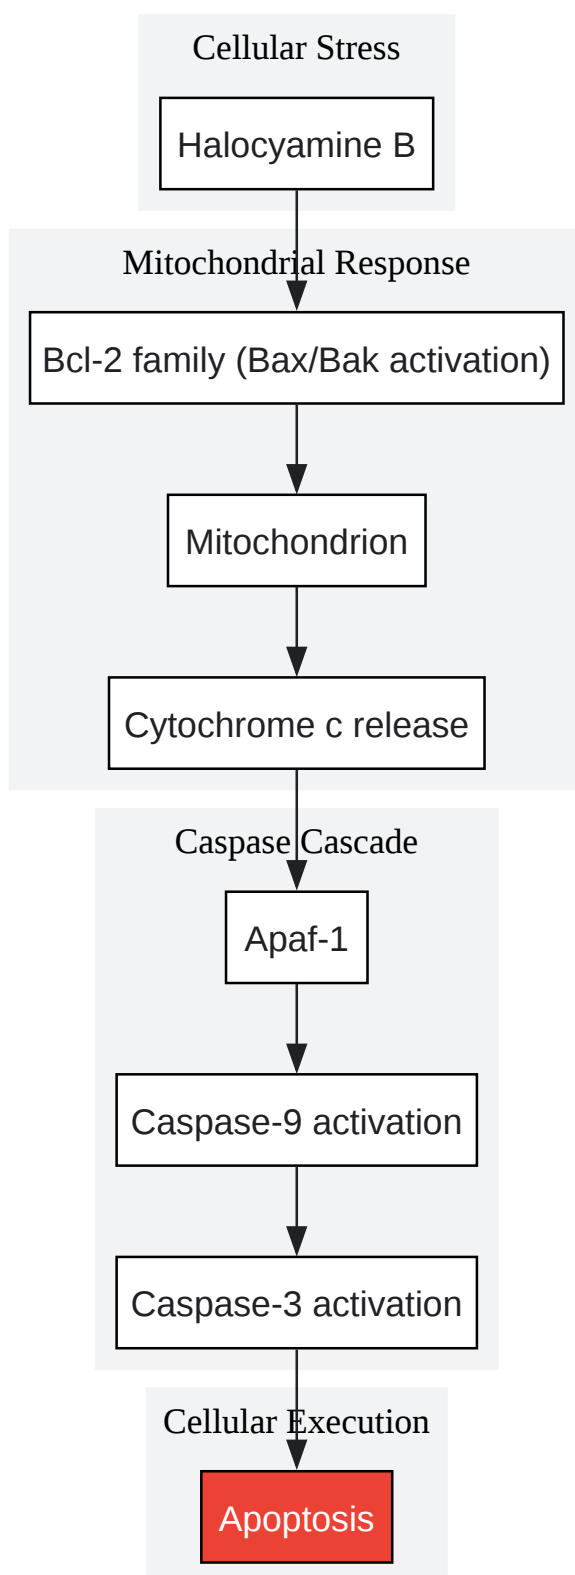 Cellular Stress
Halocyamine B
Mitochondrial Response
Bcl-2 family (Bax/Bak activation)
Mitochondrion
Cytochrome c release
Caspase Cascade
Apaf-1
Caspase-9 activation
Caspase-3 activation
Cellular Execution
Apoptosis